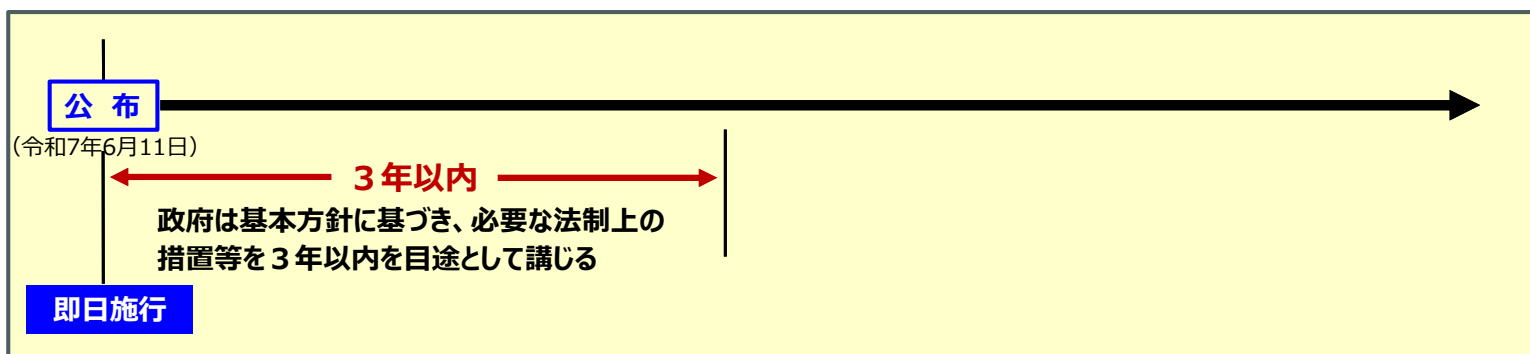 公 布
（令和7年6月11日）
３年以内
政府は基本方針に基づき、必要な法制上の
措置等を３年以内を目途として講じる
即日施行